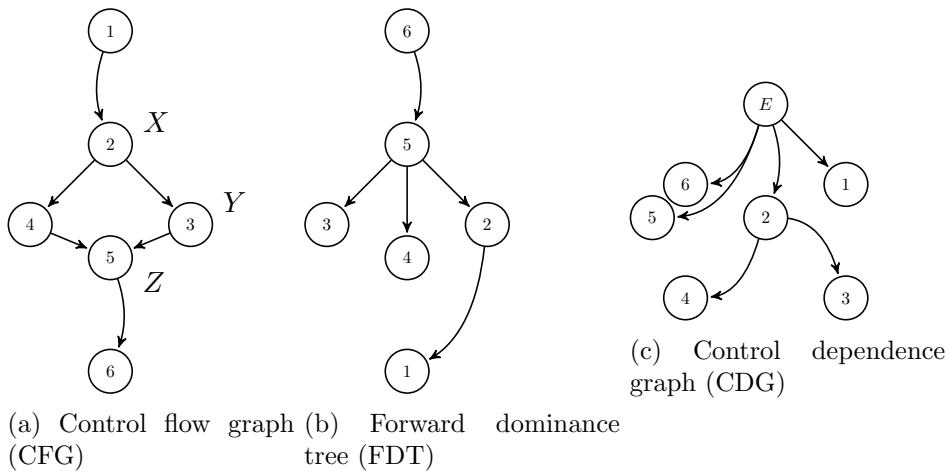 1
2
X
4
3
Y
5
Z
6
(a) Control flow graph
(CFG)
6
5
3
4
2
1
(b) Forward dominance
tree (FDT)
E
6
1
5
2
4
3
(c) Control dependence
graph (CDG)